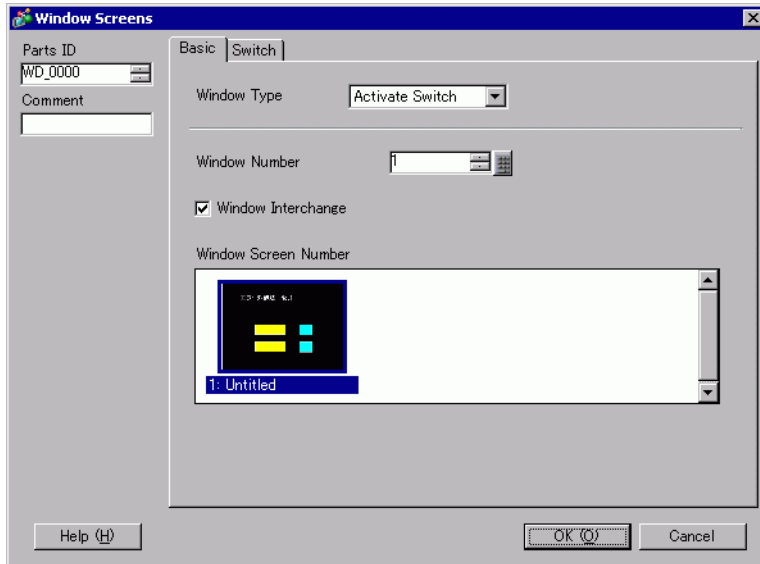 Window Screens
Parts ID
WD_0000
Comment
Basic
Switch
Window Type
Activate Switch
Window Number
1
Window Interchange
Window Screen Number
1: Untitled
Help (H)
OK (O)
Cancel